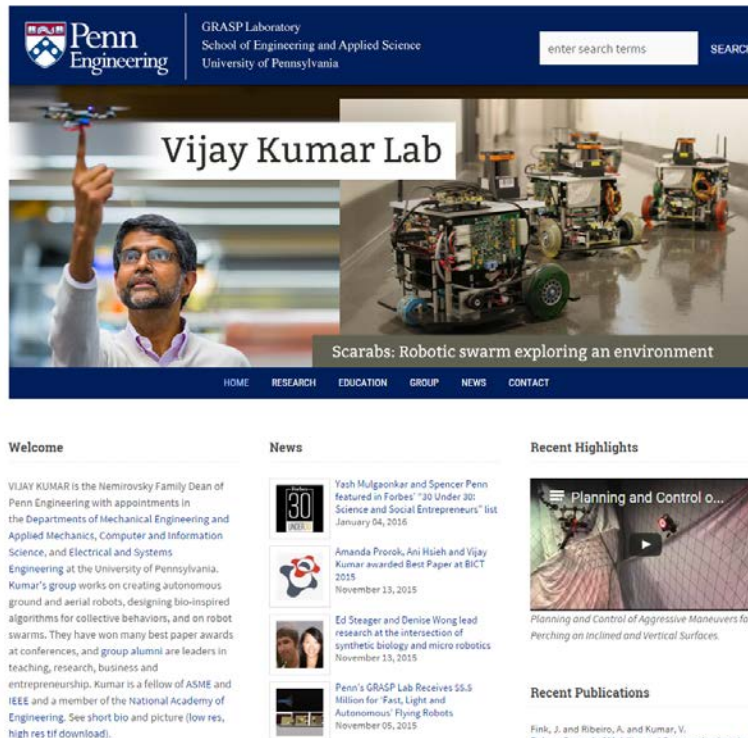 Penn
Engineering
GRASP Laboratory
School of Engineering and Applied Science
University of Pennsylvania
enter search terms
SEARCH
Vijay Kumar Lab
Scarabs: Robotic swarm exploring an environment
HOME RESEARCH EDUCATION GROUP NEWS CONTACT
Welcome
VIJAY KUMAR is the Nemirovsky Family Dean of
Penn Engineering with appointments in
the Departments of Mechanical Engineering and
Applied Mechanics, Computer and Information
Science, and Electrical and Systems
Engineering at the University of Pennsylvania.
Kumar's group works on creating autonomous
ground and aerial robots, designing bio-inspired
algorithms for collective behaviors, and on robot
swarms. They have won many best paper awards
at conferences, and group alumni are leaders in
teaching, research, business and
entrepreneurship. Kumar is a fellow of ASME and
IEEE and a member of the National Academy of
Engineering. See short bio and picture (low res,
high res tif download).
News
30
UNDER 30
Yash Mulgaonkar and Spencer Penn
featured in Forbes' "30 Under 30:
Science and Social Entrepreneurs" list
January 04, 2016
Amanda Prorok, Ani Hsieh and Vijay
Kumar awarded Best Paper at BICT
2015
November 13, 2015
Ed Steager and Denise Wong lead
research at the intersection of
synthetic biology and micro robotics
November 13, 2015
Penn's GRASP Lab Receives $5.5
Million for 'Fast, Light and
Autonomous' Flying Robots
November 05, 2015
Recent Highlights
Planning and Control o...
Planning and Control of Aggressive Maneuvers fo
Perching on Inclined and Vertical Surfaces.
Recent Publications
Fink, J. and Ribeiro, A. and Kumar, V.